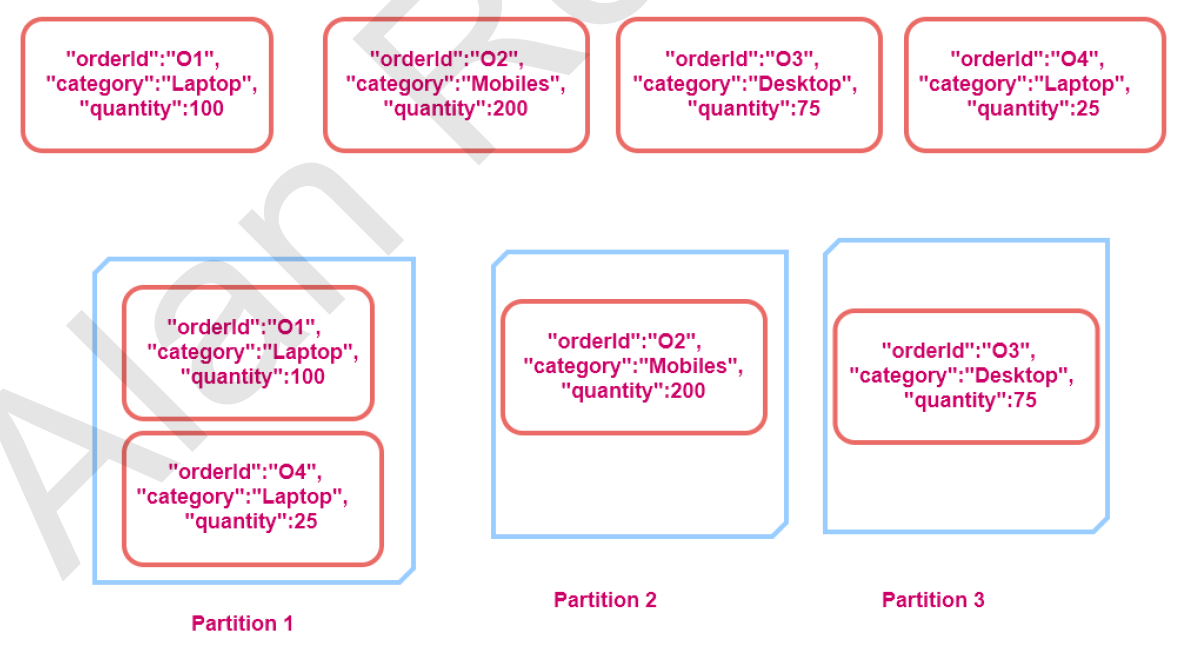 "orderId":"O1",
"category":"Laptop",
"quantity":100
"orderId":"O2",
"category":"Mobiles",
"quantity":200
"orderId":"O3",
"category":"Desktop",
"quantity":75
"orderId":"O4",
"category":"Laptop",
"quantity":25
"orderId":"O1",
"category":"Laptop",
"quantity":100
"orderId":"O4",
"category":"Laptop",
"quantity":25
Partition 1
"orderId":"O2",
"category":"Mobiles",
"quantity":200
Partition 2
"orderId":"O3",
"category":"Desktop",
"quantity":75
Partition 3
Alan